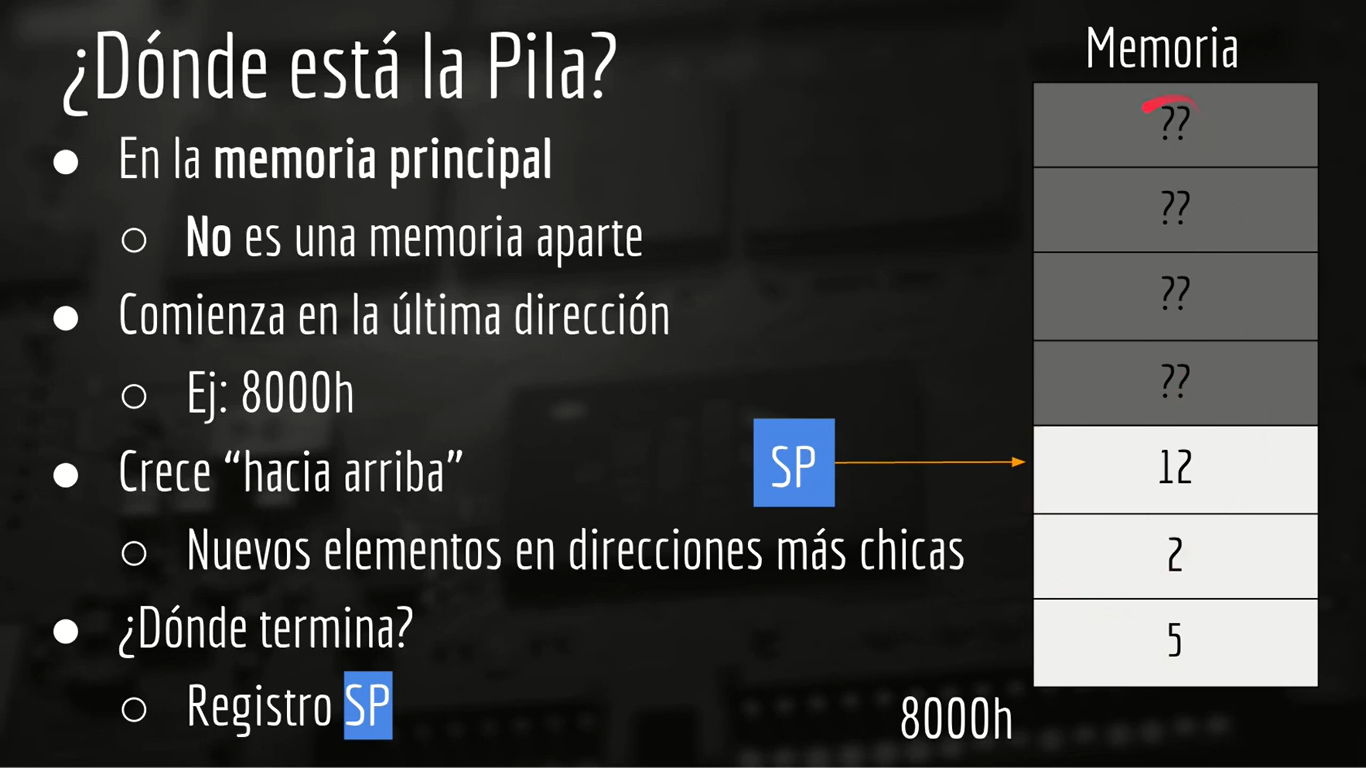 ¿Dónde está la Pila?
● En la memoria principal
○ No es una memoria aparte
● Comienza en la última dirección
○ Ej: 8000h
● Crece “hacia arriba”
○ Nuevos elementos en direcciones más chicas
● ¿Dónde termina?
○ Registro SP
SP
Memoria
??
??
??
??
12
2
5
8000h